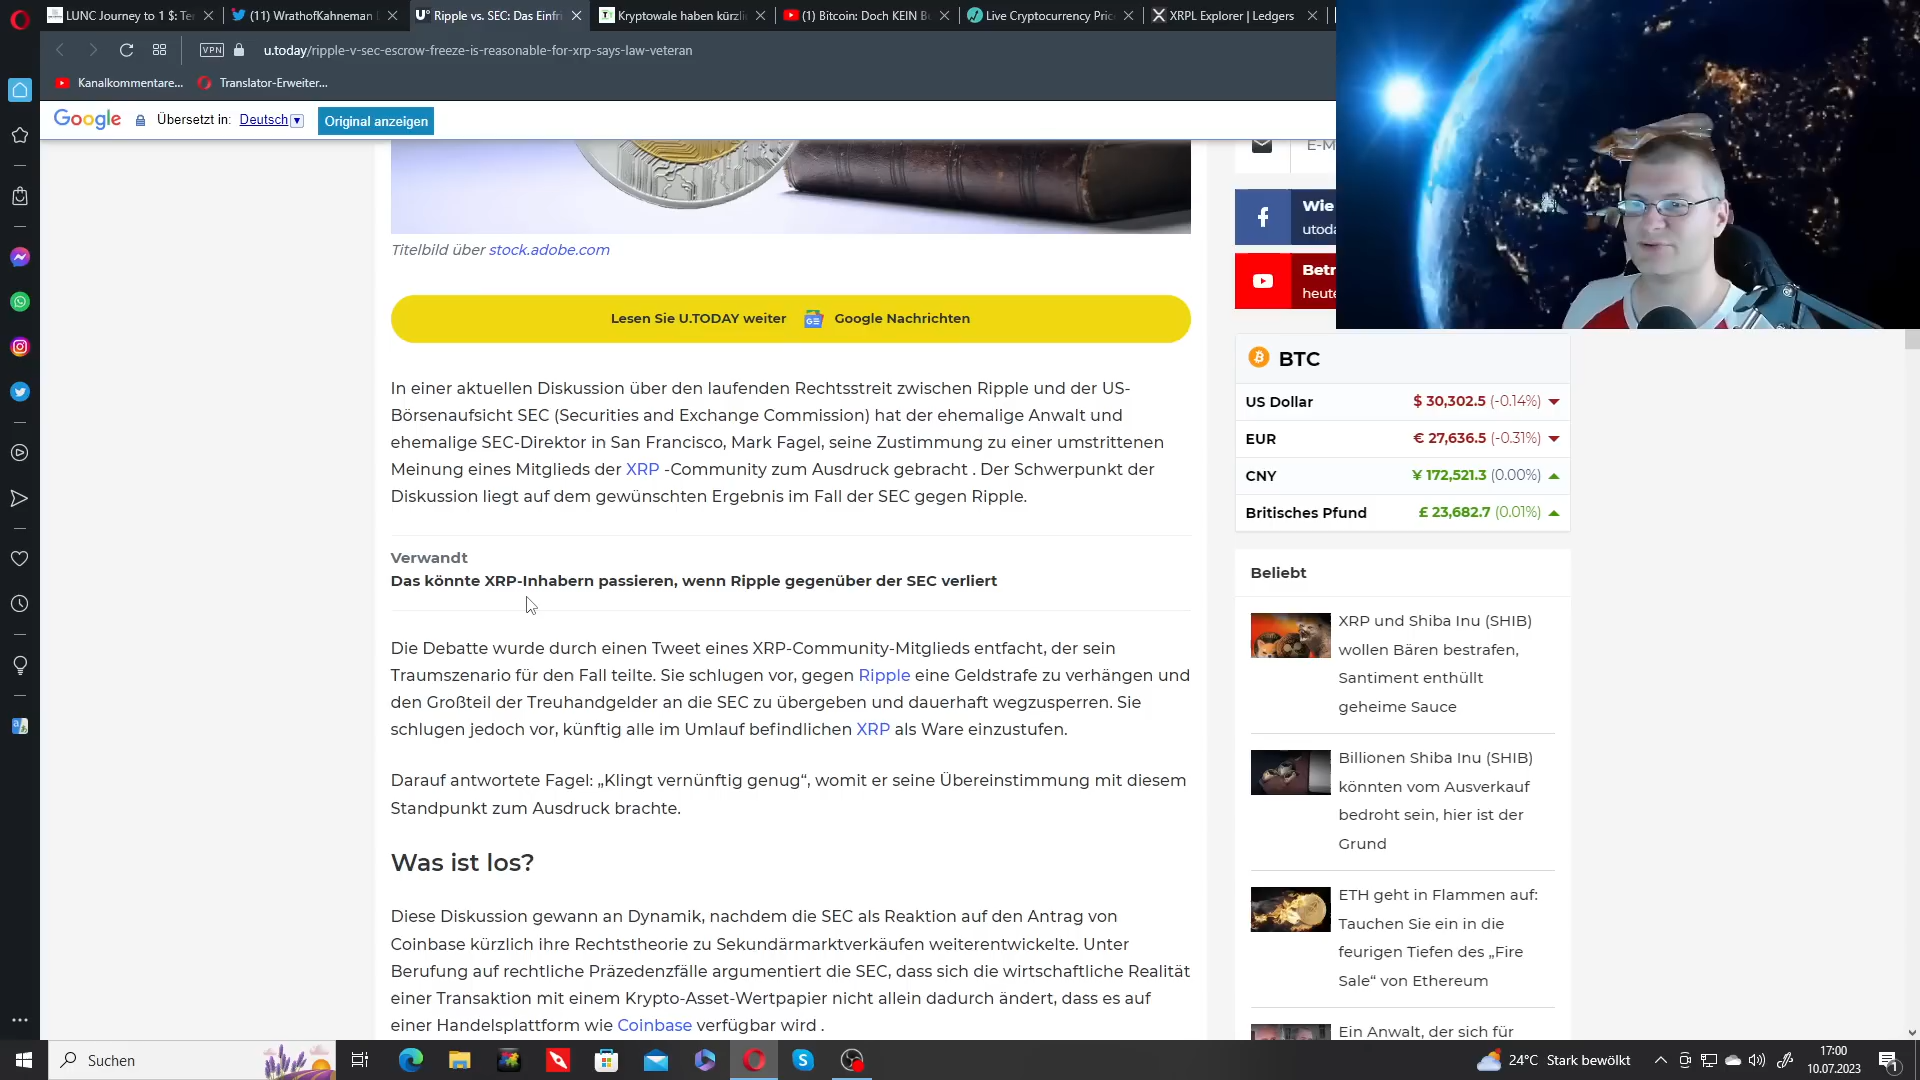 LUNC Journey to 1 $: Te
(11) WrathofKahneman
Ripple vs. SEC: Das Einfri
Kryptowale haben kürzli
(1) Bitcoin: Doch KEIN B
Live Cryptocurrency Pric
XRPL Explorer | Ledgers
VPN
u.today/ripple-v-sec-escrow-freeze-is-reasonable-for-xrp-says-law-veteran
Kanalkommentare...
Translator-Erweiter...
Google
Übersetzt in: Deutsch
Original anzeigen
Titelbild über stock.adobe.com
Lesen Sie U.TODAY weiter
Google Nachrichten
In einer aktuellen Diskussion über den laufenden Rechtsstreit zwischen Ripple und der US-
Börsenaufsicht SEC (Securities and Exchange Commission) hat der ehemalige Anwalt und
ehemalige SEC-Direktor in San Francisco, Mark Fagel, seine Zustimmung zu einer umstrittenen
Meinung eines Mitglieds der XRP -Community zum Ausdruck gebracht . Der Schwerpunkt der
Diskussion liegt auf dem gewünschten Ergebnis im Fall der SEC gegen Ripple.
Verwandt
Das könnte XRP-Inhabern passieren, wenn Ripple gegenüber der SEC verliert
Die Debatte wurde durch einen Tweet eines XRP-Community-Mitglieds entfacht, der sein
Traumszenario für den Fall teilte. Sie schlugen vor, gegen Ripple eine Geldstrafe zu verhängen und
den Großteil der Treuhandgelder an die SEC zu übergeben und dauerhaft wegzusperren. Sie
schlugen jedoch vor, künftig alle im Umlauf befindlichen XRP als Ware einzustufen.
Darauf antwortete Fagel: „Klingt vernünftig genug“, womit er seine Übereinstimmung mit diesem
Standpunkt zum Ausdruck brachte.
Was ist los?
Diese Diskussion gewann an Dynamik, nachdem die SEC als Reaktion auf den Antrag von
Coinbase kürzlich ihre Rechtstheorie zu Sekundärmarktverkäufen weiterentwickelte. Unter
Berufung auf rechtliche Präzedenzfälle argumentiert die SEC, dass sich die wirtschaftliche Realität
einer Transaktion mit einem Krypto-Asset-Wertpapier nicht allein dadurch ändert, dass es auf
einer Handelsplattform wie Coinbase verfügbar wird .
E-M
Wie
utoda
Betr
heute
BTC
US Dollar $ 30,302.5 (-0.14%)
EUR € 27,636.5 (-0.31%)
CNY ¥ 172,521.3 (0.00%)
Britisches Pfund £ 23,682.7 (0.01%)
Beliebt
XRP und Shiba Inu (SHIB)
wollen Bären bestrafen,
Santiment enthüllt
geheime Sauce
Billionen Shiba Inu (SHIB)
könnten vom Ausverkauf
bedroht sein, hier ist der
Grund
ETH geht in Flammen auf:
Tauchen Sie ein in die
feurigen Tiefen des „Fire
Sale“ von Ethereum
Ein Anwalt, der sich für
Suchen
24°C Stark bewölkt
17:00
10.07.2023
1